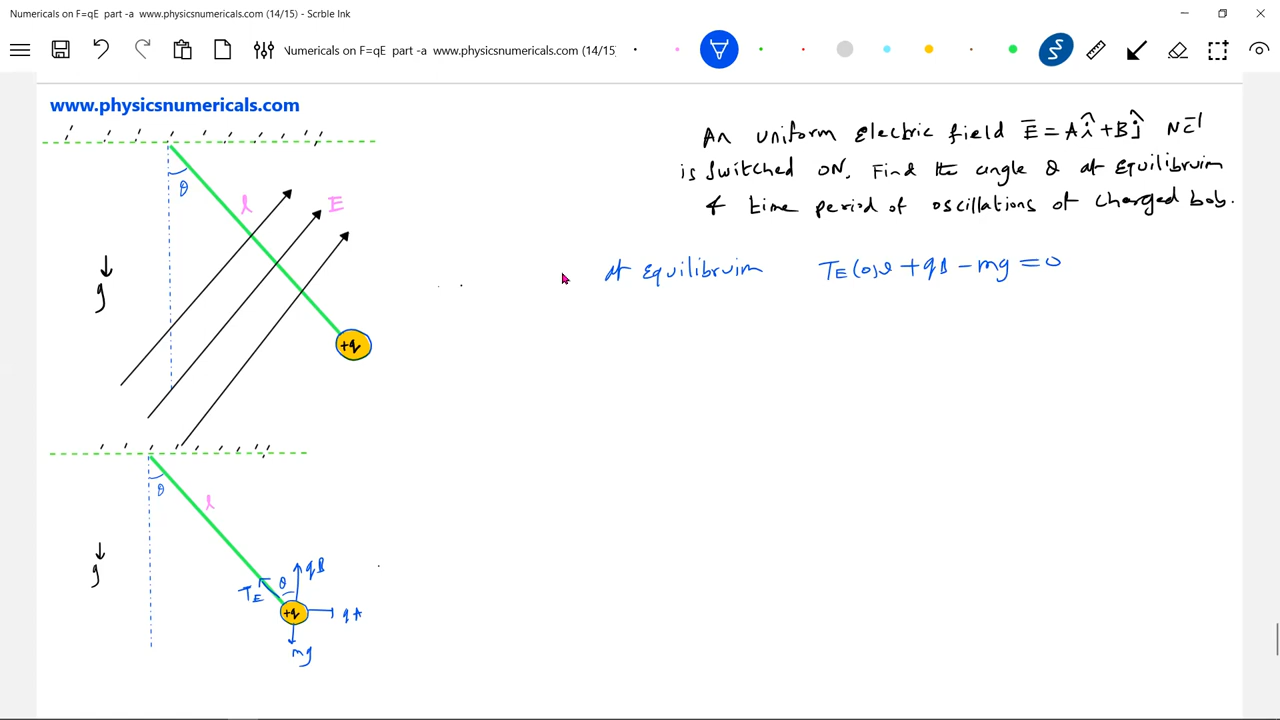 Numericals on F=qE part -a www.physicsnumericals.com (14/15) - Scrble Ink
Numericals on F=qE part -a www.physicsnumericals.com (14/15)
www.physicsnumericals.com
An uniform Electric field E̅ = Aî + Bĵ NC⁻¹
is switched ON. Find the angle θ at Equilibruim
& time period of oscillations of charged bob.
θ
l
E
g
+q
at Equilibruim T_E Cosθ + qB - mg = 0
θ
l
g
T_E
θ
qB
+q
qA
mg